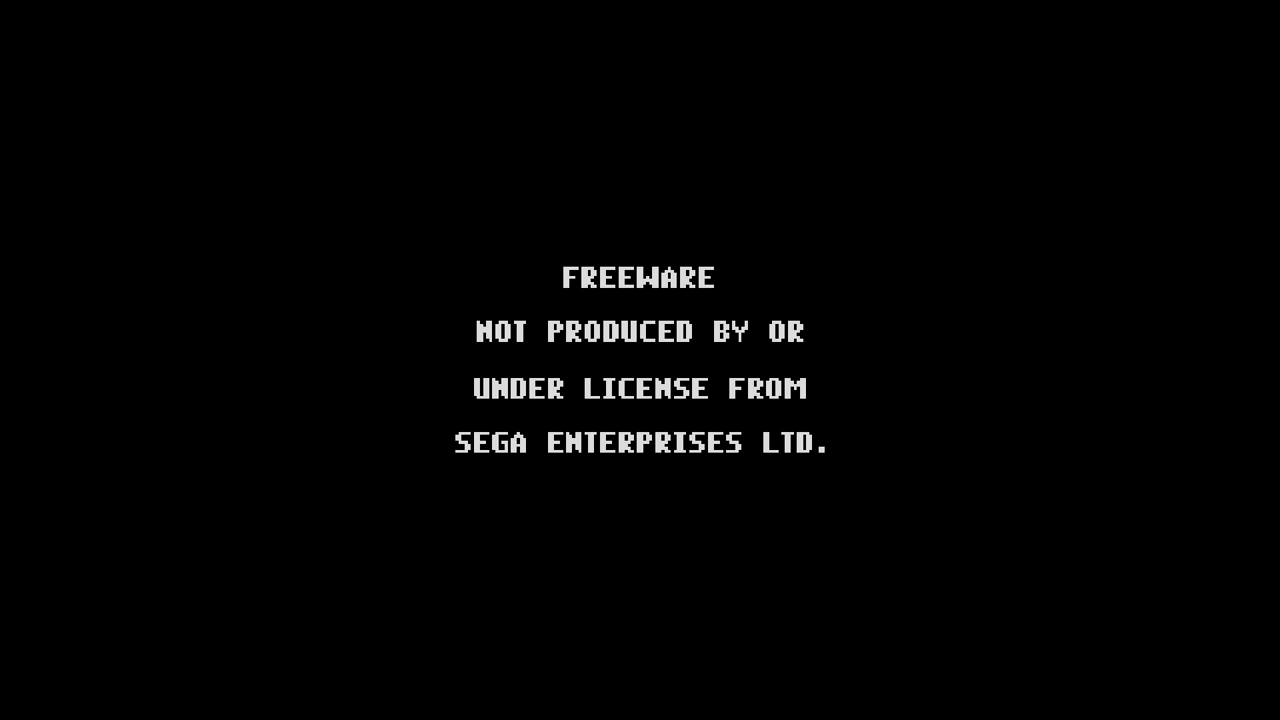 FREEWARE
NOT PRODUCED BY OR
UNDER LICENSE FROM
SEGA ENTERPRISES LTD.